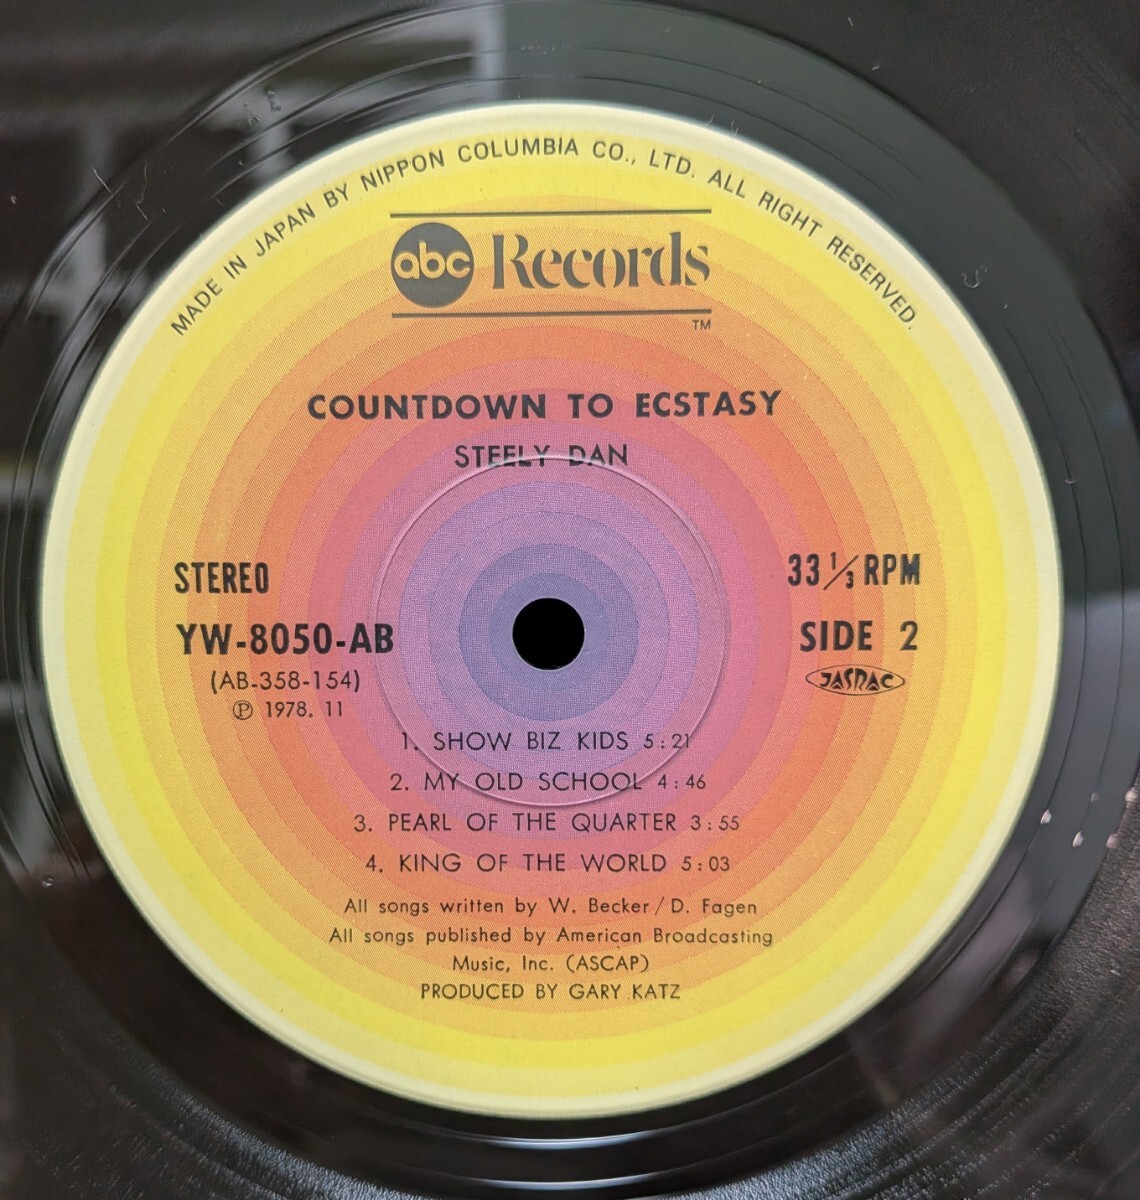 MADE IN JAPAN BY NIPPON COLUMBIA CO., LTD. ALL RIGHT RESERVED.
abc Records
TM
COUNTDOWN TO ECSTASY
STEELY DAN
STEREO
33 1/3 RPM
YW-8050-AB
SIDE 2
(AB-358-154)
JASRAC
Ⓟ 1978. 11
1. SHOW BIZ KIDS 5:21
2. MY OLD SCHOOL 4:46
3. PEARL OF THE QUARTER 3:55
4. KING OF THE WORLD 5:03
All songs written by W. Becker/D. Fagen
All songs published by American Broadcasting
Music, Inc. (ASCAP)
PRODUCED BY GARY KATZ